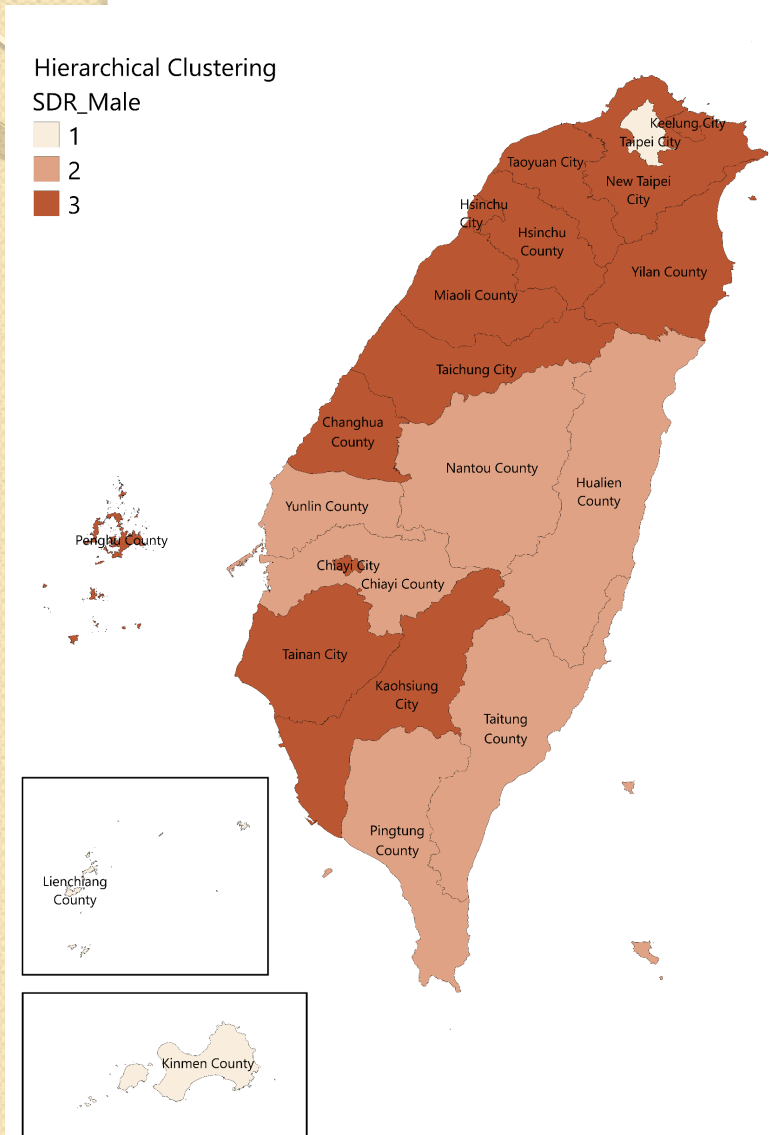 Hierarchical Clustering
SDR_Male
1
2
3
Keelung City
Taipei City
Taoyuan City
New Taipei
City
Hsinchu
City
Hsinchu
County
Yilan County
Miaoli County
Taichung City
Changhua
County
Nantou County
Hualien
County
Yunlin County
Penghu County
Chiayi City
Chiayi County
Tainan City
Kaohsiung
City
Taitung
County
Pingtung
County
Lienchiang
County
Kinmen County